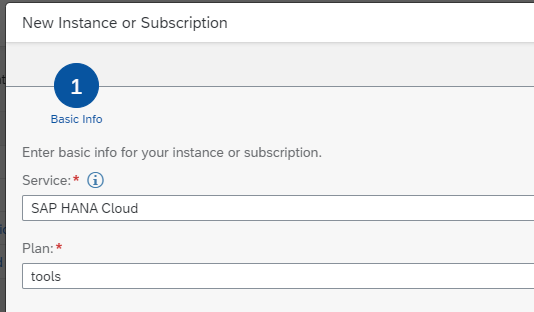 New Instance or Subscription
1
Basic Info
Enter basic info for your instance or subscription.
Service:*
SAP HANA Cloud
Plan:*
tools